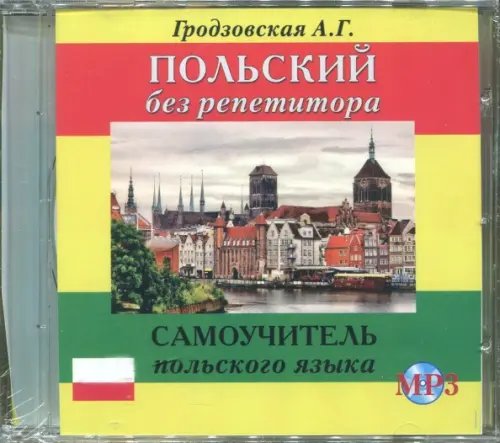 Гродзовская А.Г.
ПОЛЬСКИЙ
без репетитора
САМОУЧИТЕЛЬ
польского языка
MP3